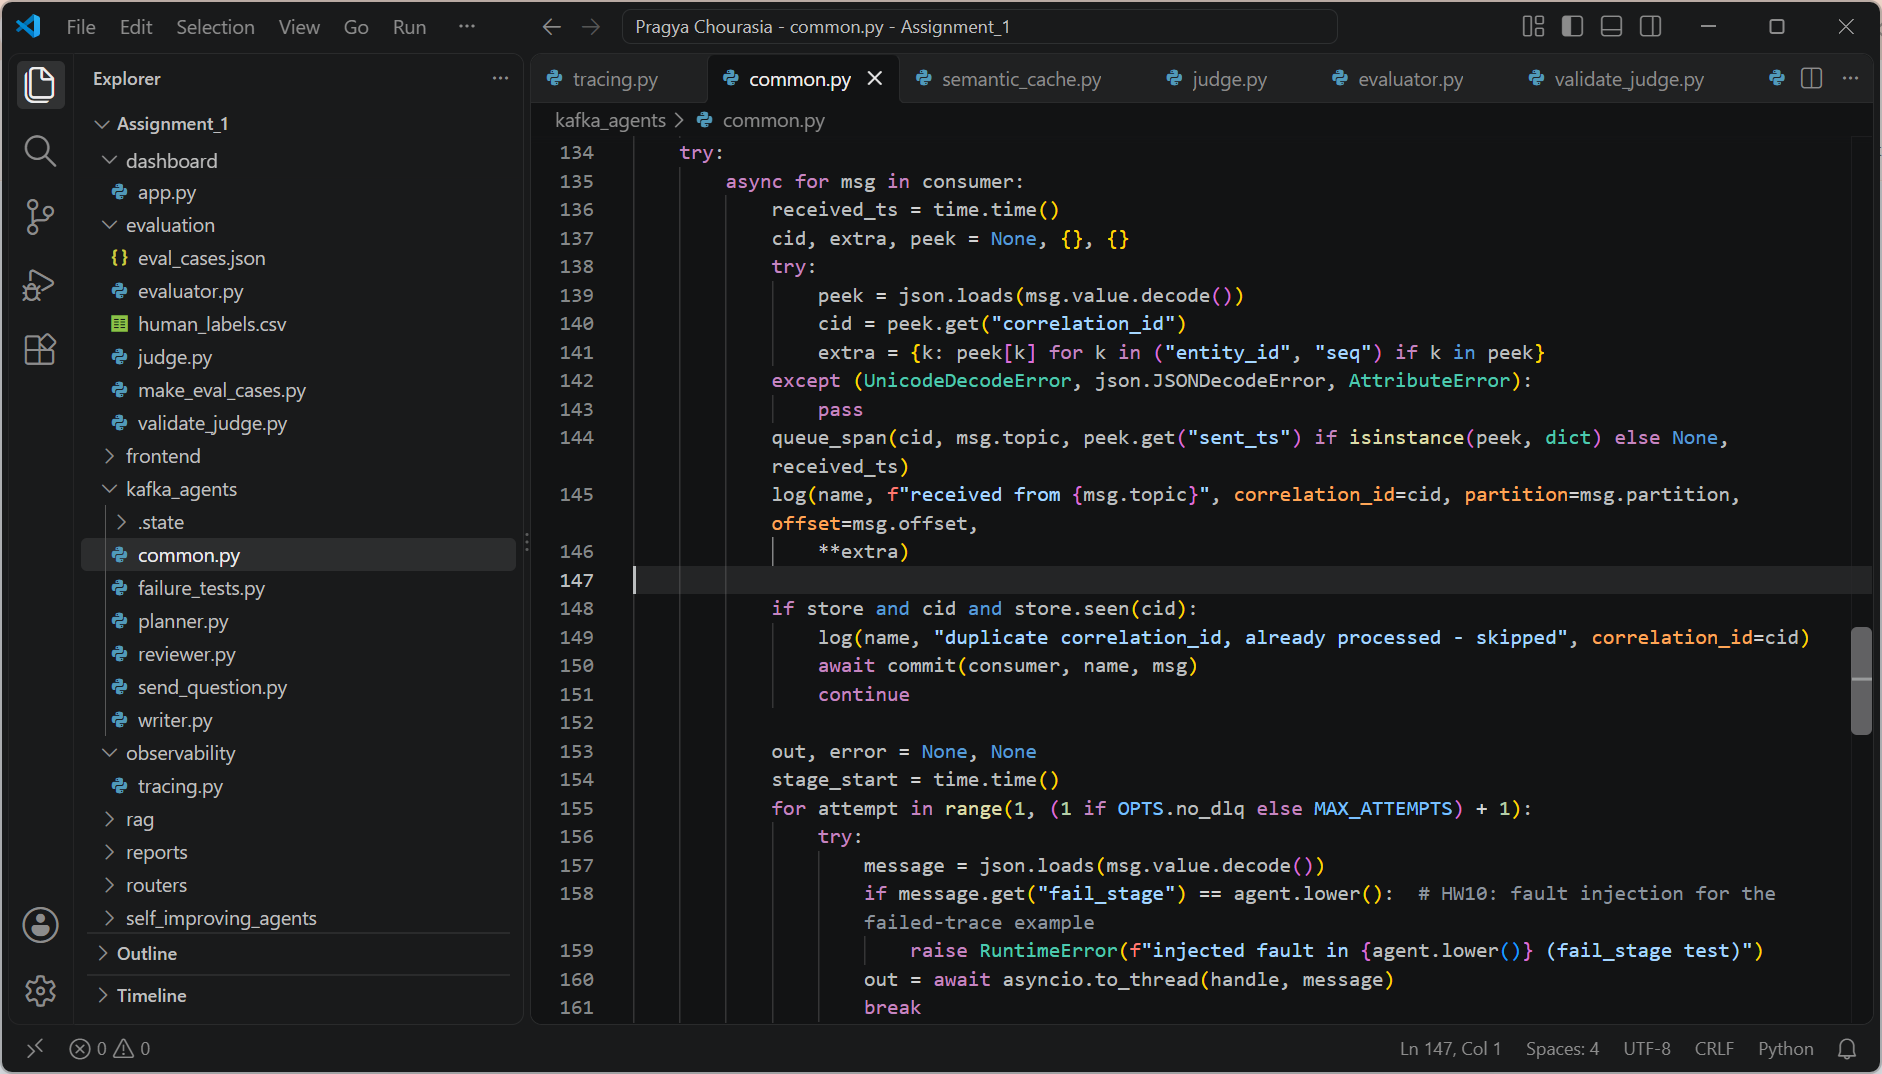 File Edit Selection View Go Run ···
Pragya Chourasia - common.py - Assignment_1
Explorer
Assignment_1
dashboard
app.py
evaluation
{} eval_cases.json
evaluator.py
human_labels.csv
judge.py
make_eval_cases.py
validate_judge.py
frontend
kafka_agents
.state
common.py
failure_tests.py
planner.py
reviewer.py
send_question.py
writer.py
observability
tracing.py
rag
reports
routers
self_improving_agents
Outline
Timeline
tracing.py common.py semantic_cache.py judge.py evaluator.py validate_judge.py
kafka_agents > common.py
134 try:
135 async for msg in consumer:
136 received_ts = time.time()
137 cid, extra, peek = None, {}, {}
138 try:
139 peek = json.loads(msg.value.decode())
140 cid = peek.get("correlation_id")
141 extra = {k: peek[k] for k in ("entity_id", "seq") if k in peek}
142 except (UnicodeDecodeError, json.JSONDecodeError, AttributeError):
143 pass
144 queue_span(cid, msg.topic, peek.get("sent_ts") if isinstance(peek, dict) else None,
received_ts)
145 log(name, f"received from {msg.topic}", correlation_id=cid, partition=msg.partition,
offset=msg.offset,
146 **extra)
147
148 if store and cid and store.seen(cid):
149 log(name, "duplicate correlation_id, already processed - skipped", correlation_id=cid)
150 await commit(consumer, name, msg)
151 continue
152
153 out, error = None, None
154 stage_start = time.time()
155 for attempt in range(1, (1 if OPTS.no_dlq else MAX_ATTEMPTS) + 1):
156 try:
157 message = json.loads(msg.value.decode())
158 if message.get("fail_stage") == agent.lower():  # HW10: fault injection for the
failed-trace example
159 raise RuntimeError(f"injected fault in {agent.lower()} (fail_stage test)")
160 out = await asyncio.to_thread(handle, message)
161 break
0 0
Ln 147, Col 1 Spaces: 4 UTF-8 CRLF Python